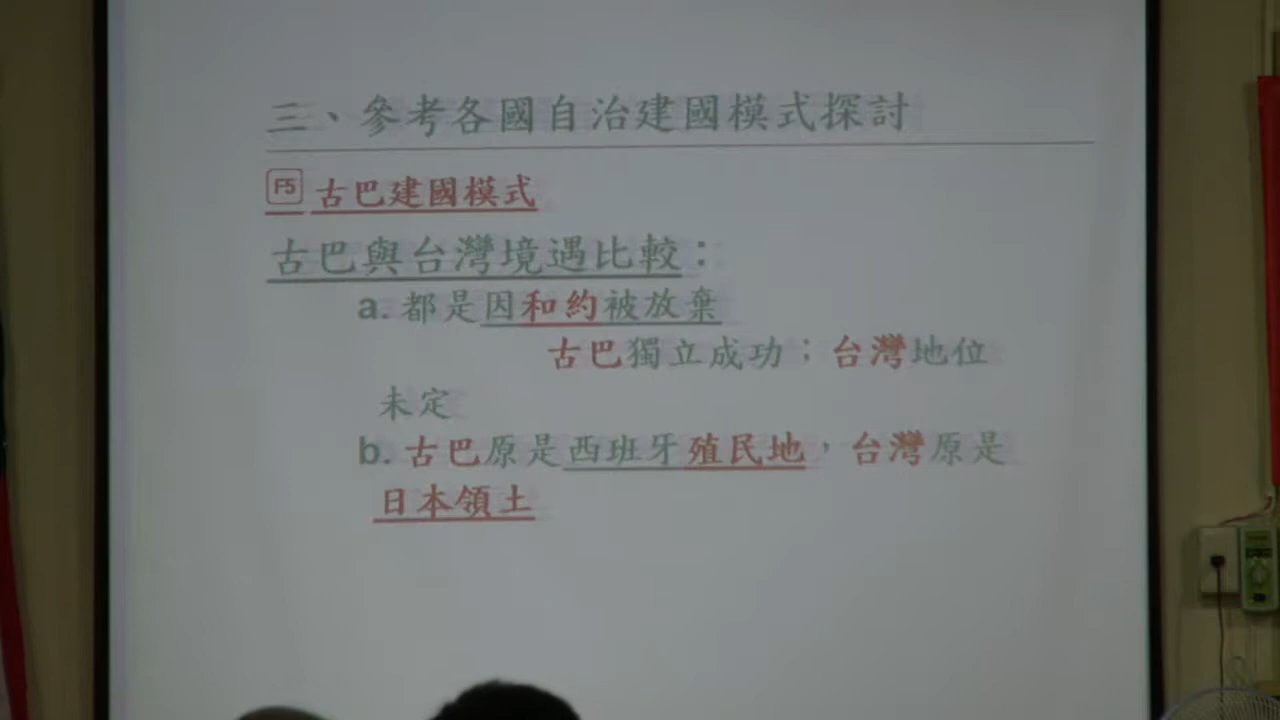 三、參考各國自治建國模式探討
F5 古巴建國模式
古巴與台灣境遇比較：
a. 都是因和約被放棄
古巴獨立成功；台灣地位
未定
b. 古巴原是西班牙殖民地，台灣原是
日本領土